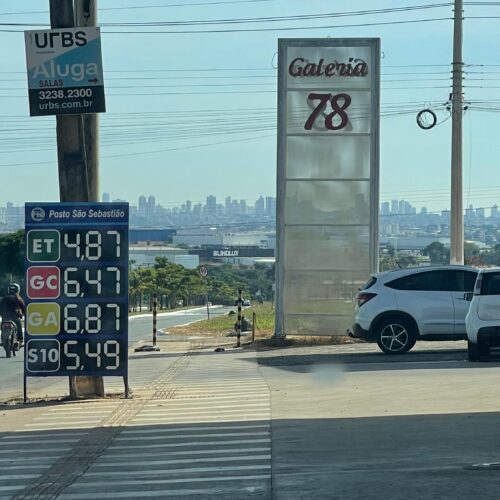 URBS
Aluga
SALAS
3238.2300
urbs.com.br
Galeria
78
Posto São Sebastião
ET 4,87
GC 6,47
GA 6,87
S10 5,49
BLINDLUX